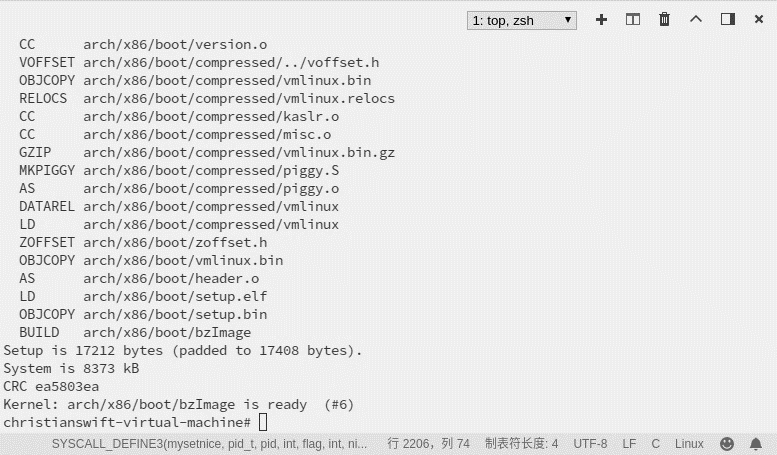 1: top, zsh
CC arch/x86/boot/version.o
VOFFSET arch/x86/boot/compressed/../voffset.h
OBJCOPY arch/x86/boot/compressed/vmlinux.bin
RELOCS arch/x86/boot/compressed/vmlinux.relocs
CC arch/x86/boot/compressed/kaslr.o
CC arch/x86/boot/compressed/misc.o
GZIP arch/x86/boot/compressed/vmlinux.bin.gz
MKPIGGY arch/x86/boot/compressed/piggy.S
AS arch/x86/boot/compressed/piggy.o
DATAREL arch/x86/boot/compressed/vmlinux
LD arch/x86/boot/compressed/vmlinux
ZOFFSET arch/x86/boot/zoffset.h
OBJCOPY arch/x86/boot/vmlinux.bin
AS arch/x86/boot/header.o
LD arch/x86/boot/setup.elf
OBJCOPY arch/x86/boot/setup.bin
BUILD arch/x86/boot/bzImage
Setup is 17212 bytes (padded to 17408 bytes).
System is 8373 kB
CRC ea5803ea
Kernel: arch/x86/boot/bzImage is ready (#6)
christianswift-virtual-machine#
SYSCALL_DEFINE3(mysetnice, pid_t, pid, int, flag, int, ni... 行 2206，列 74 制表符长度: 4 UTF-8 LF C Linux